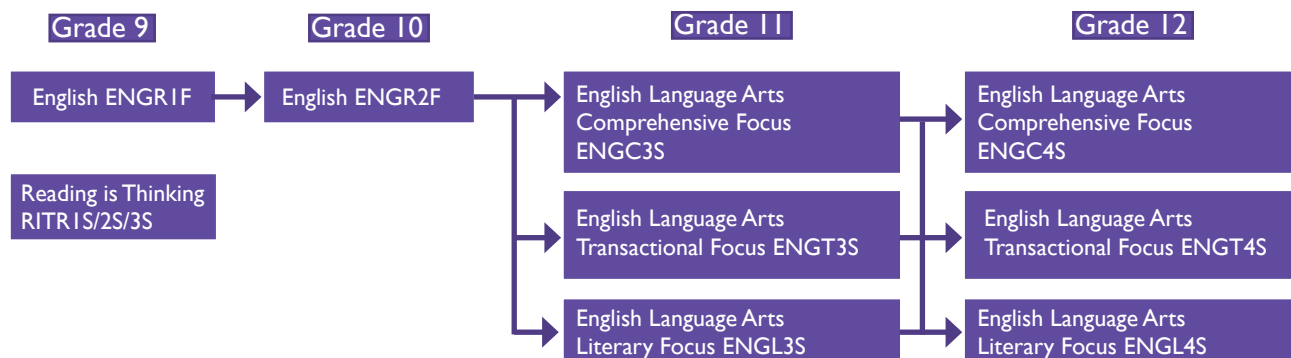 Grade 9
Grade 10
Grade 11
Grade 12
English ENGR1F
English ENGR2F
English Language Arts
Comprehensive Focus
ENGC3S
English Language Arts
Comprehensive Focus
ENGC4S
Reading is Thinking
RITR1S/2S/3S
English Language Arts
Transactional Focus ENGT3S
English Language Arts
Transactional Focus ENGT4S
English Language Arts
Literary Focus ENGL3S
English Language Arts
Literary Focus ENGL4S